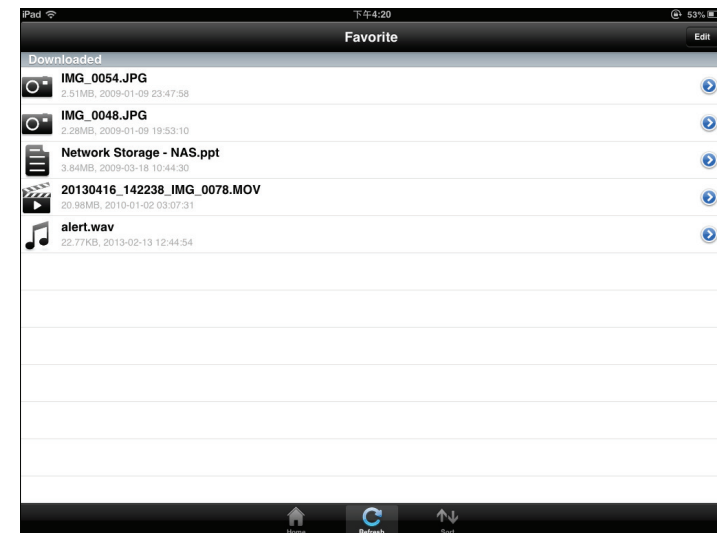 iPad 下午4:20 53%
Favorite
Edit
Downloaded
IMG_0054.JPG
2.51MB, 2009-01-09 23:47:58
IMG_0048.JPG
2.28MB, 2009-01-09 19:53:10
Network Storage - NAS.ppt
3.84MB, 2009-03-18 10:44:30
20130416_142238_IMG_0078.MOV
20.98MB, 2010-01-02 03:07:31
alert.wav
22.77KB, 2013-02-13 12:44:54
Home Refresh Sort